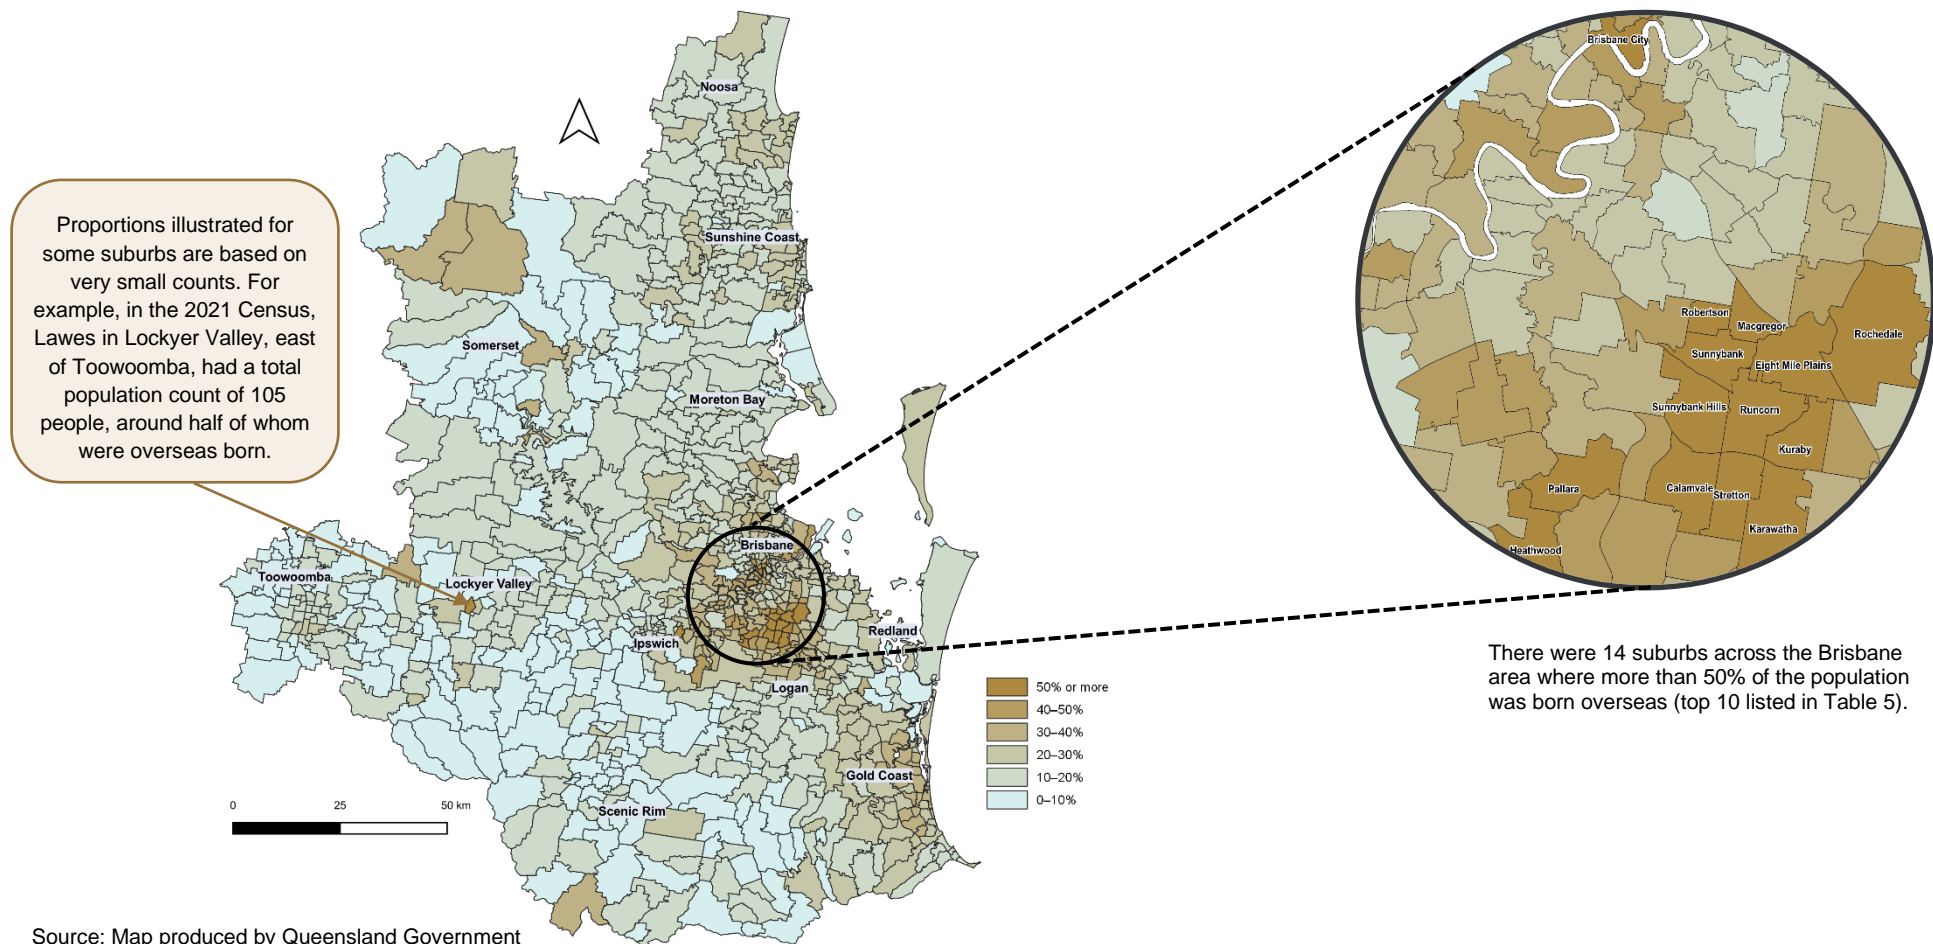 Noosa
Sunshine Coast
Somerset
Moreton Bay
Brisbane
Toowoomba
Lockyer Valley
Ipswich
Redland
Logan
Gold Coast
Scenic Rim
Proportions illustrated for
some suburbs are based on
very small counts. For
example, in the 2021 Census,
Lawes in Lockyer Valley, east
of Toowoomba, had a total
population count of 105
people, around half of whom
were overseas born.
0 25 50 km
50% or more
40–50%
30–40%
20–30%
10–20%
0–10%
Brisbane City
Robertson
Macgregor
Rochedale
Sunnybank
Eight Mile Plains
Sunnybank Hills
Runcorn
Kuraby
Pallara
Calamvale
Stretton
Karawatha
Heathwood
There were 14 suburbs across the Brisbane
area where more than 50% of the population
was born overseas (top 10 listed in Table 5).
Source: Map produced by Queensland Government